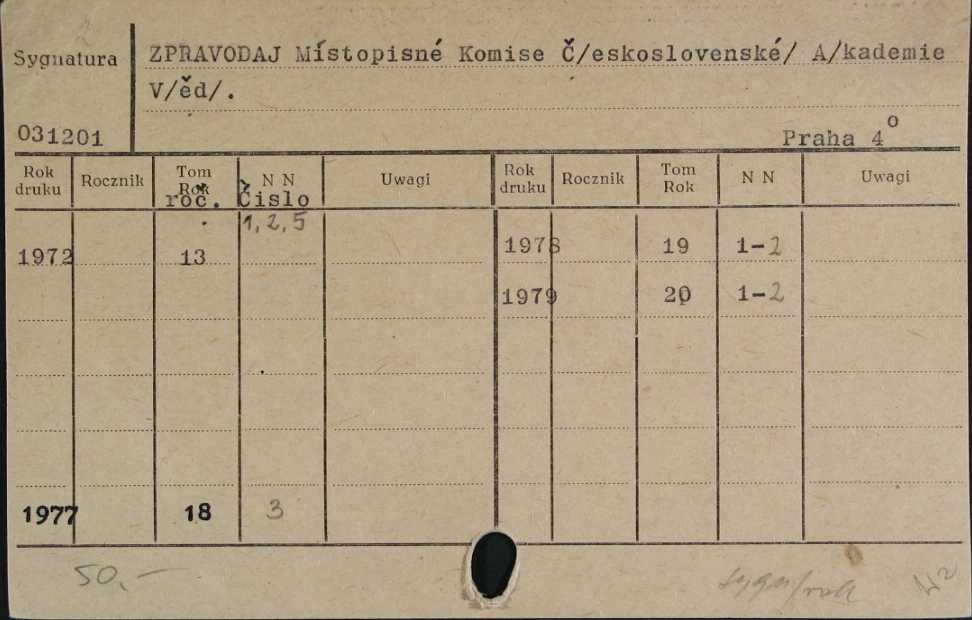 Sygnatura
031201
ZPRAVODAJ Místopisné Komise Č/eskoslovenské/ A/kademie
V/ěd/.
Praha 4º
Rok druku Rocznik Tom Rok N N Uwagi Rok druku Rocznik Tom Rok N N Uwagi
roč. Čislo
1972 13 1, 2, 5
1978 19 1-2
1979 20 1-2
1977 18 3
50,-